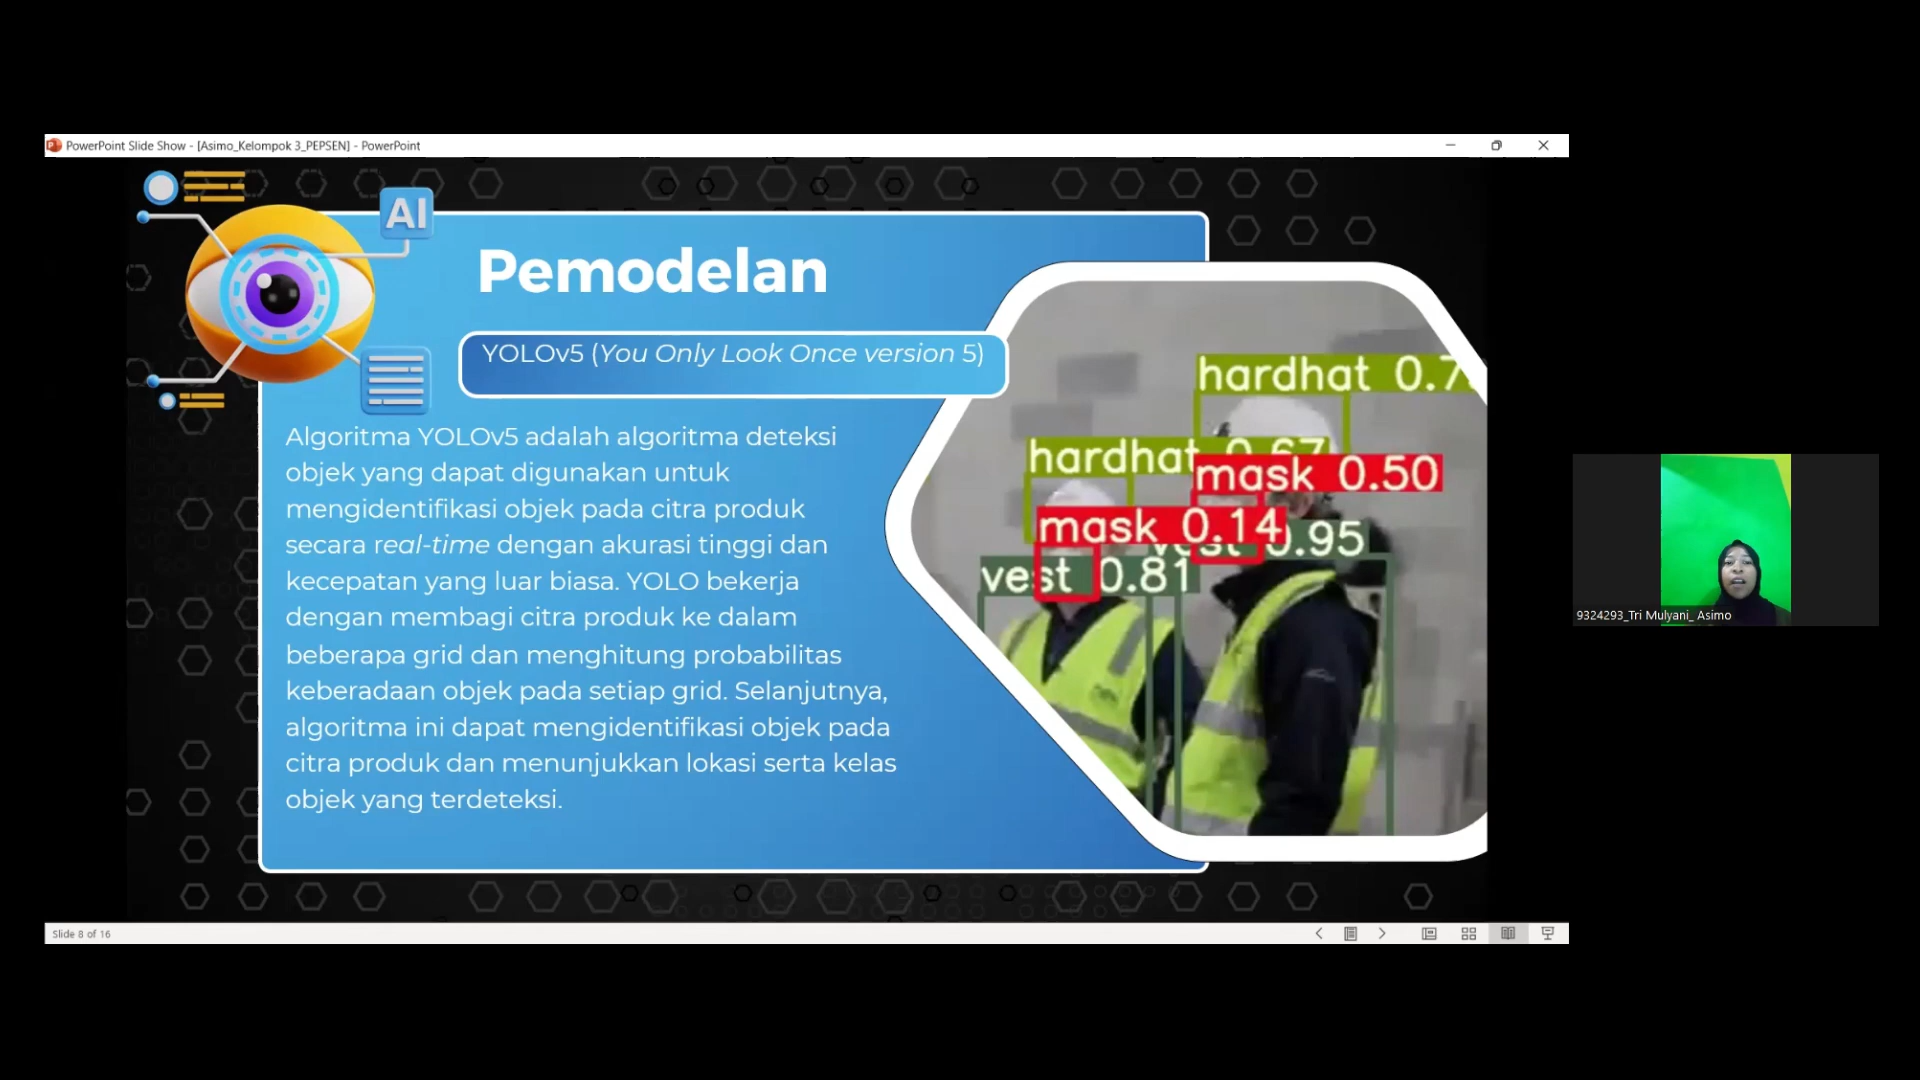 PowerPoint Slide Show - [Asimo_Kelompok 3_PEPSEN] - PowerPoint
AI
Pemodelan
YOLOv5 (You Only Look Once version 5)
Algoritma YOLOv5 adalah algoritma deteksi
objek yang dapat digunakan untuk
mengidentifikasi objek pada citra produk
secara real-time dengan akurasi tinggi dan
kecepatan yang luar biasa. YOLO bekerja
dengan membagi citra produk ke dalam
beberapa grid dan menghitung probabilitas
keberadaan objek pada setiap grid. Selanjutnya,
algoritma ini dapat mengidentifikasi objek pada
citra produk dan menunjukkan lokasi serta kelas
objek yang terdeteksi.
hardhat 0.7
hardhat 0.67
mask 0.50
mask 0.14
vest 0.95
vest 0.81
9324293_Tri Mulyani_ Asimo
Slide 8 of 16